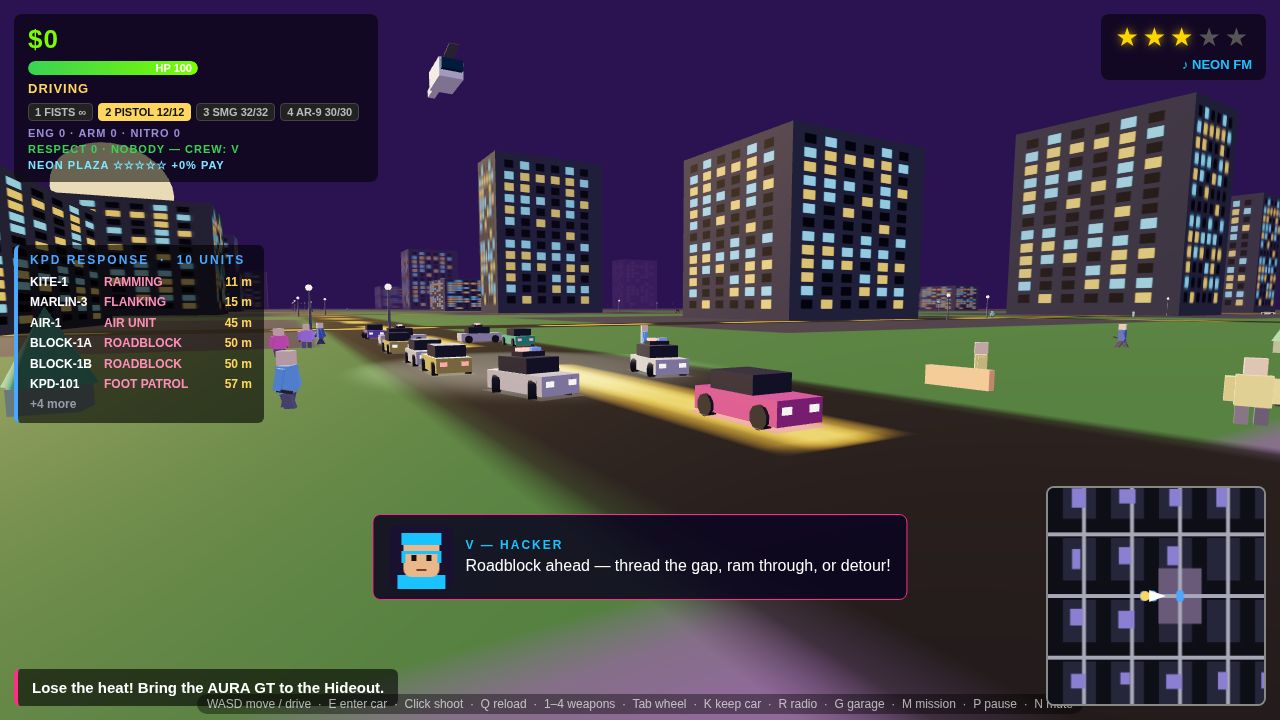 $0
HP 100
DRIVING
1 FISTS ∞ 2 PISTOL 12/12 3 SMG 32/32 4 AR-9 30/30
ENG 0 · ARM 0 · NITRO 0
RESPECT 0 · NOBODY — CREW: V
NEON PLAZA ☆☆☆☆☆ +0% PAY
★★★★★
♪ NEON FM
KPD RESPONSE · 10 UNITS
KITE-1 RAMMING 11 m
MARLIN-3 FLANKING 15 m
AIR-1 AIR UNIT 45 m
BLOCK-1A ROADBLOCK 50 m
BLOCK-1B ROADBLOCK 50 m
KPD-101 FOOT PATROL 57 m
+4 more
V — HACKER
Roadblock ahead — thread the gap, ram through, or detour!
Lose the heat! Bring the AURA GT to the Hideout.
WASD move / drive · E enter car · Click shoot · Q reload · 1–4 weapons · Tab wheel · K keep car · R radio · G garage · M mission · P pause · N mute